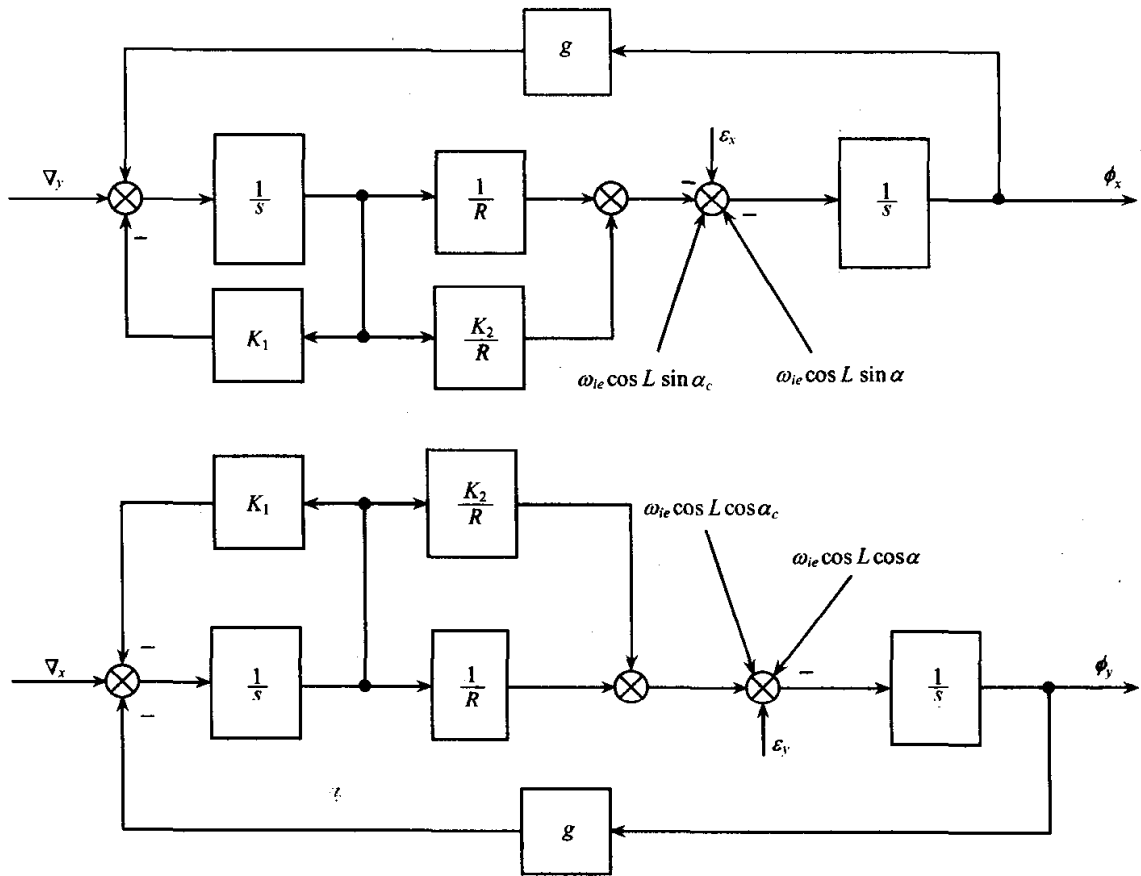 g
∇y
1/s
1/R
εx
1/s
ϕx
−
−
−
K1
K2/R
ωie cos L sin αc
ωie cos L sin α
K1
K2/R
ωie cos L cos αc
ωie cos L cos α
−
∇x
1/s
1/R
−
1/s
ϕy
−
εy
g